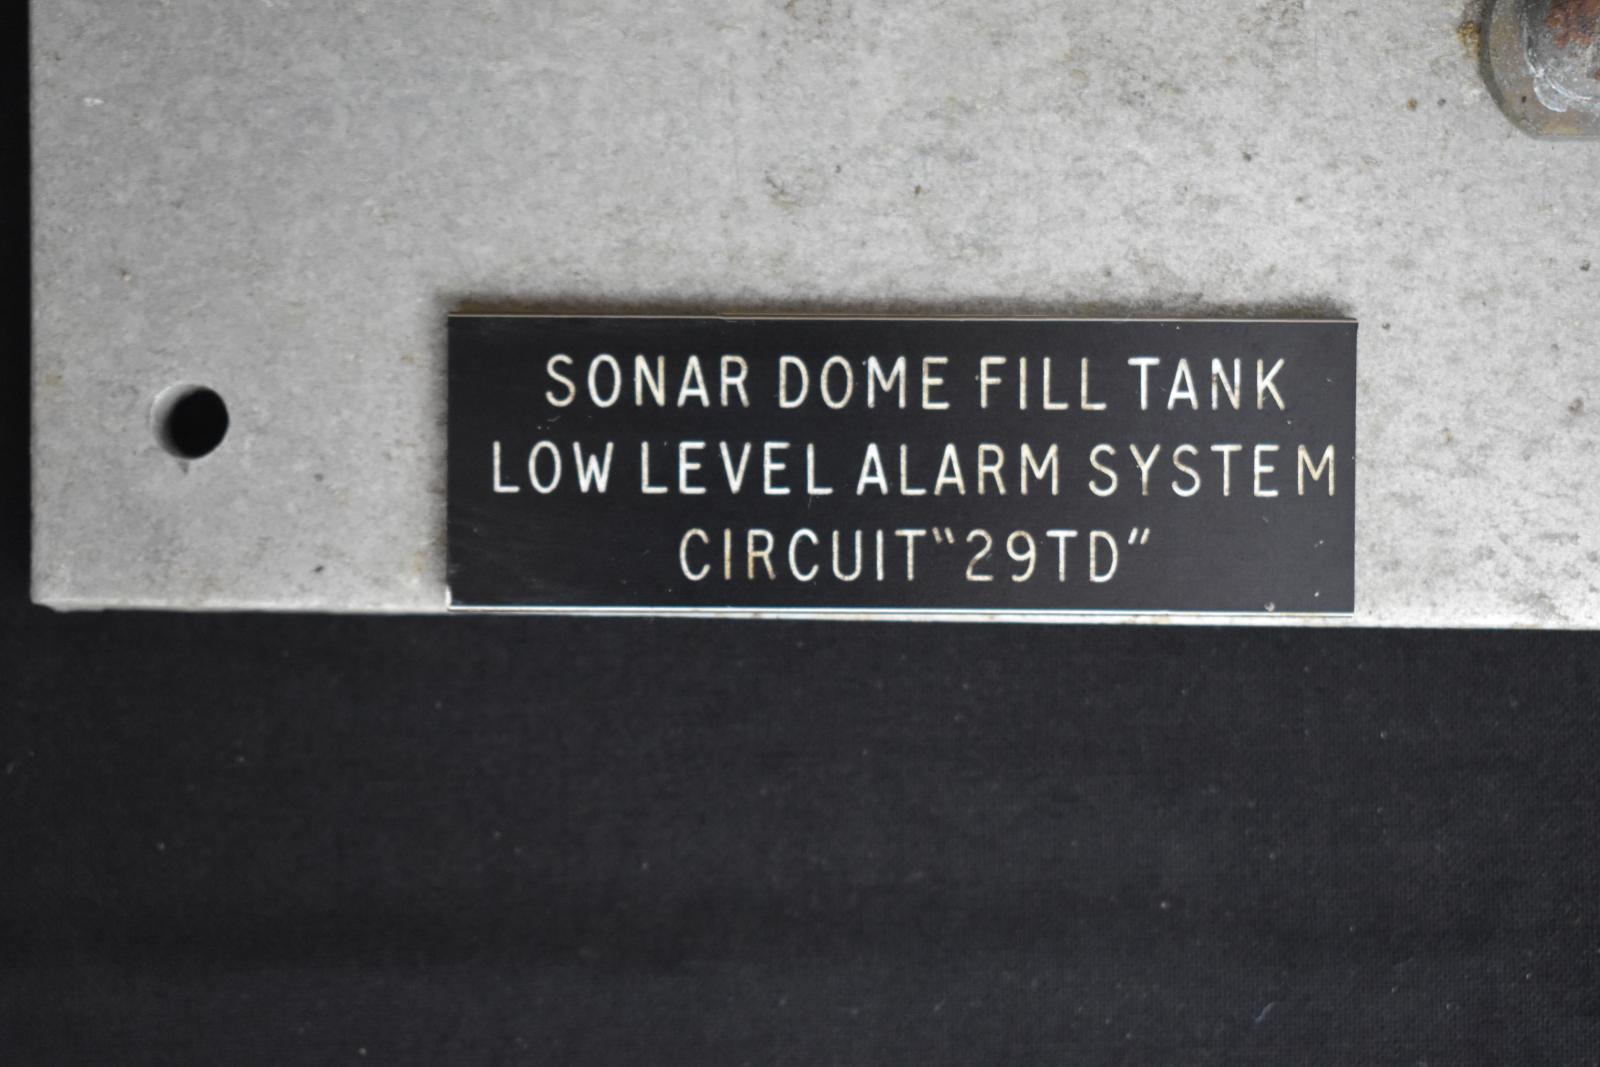 SONAR DOME FILL TANK
LOW LEVEL ALARM SYSTEM
CIRCUIT "29TD"